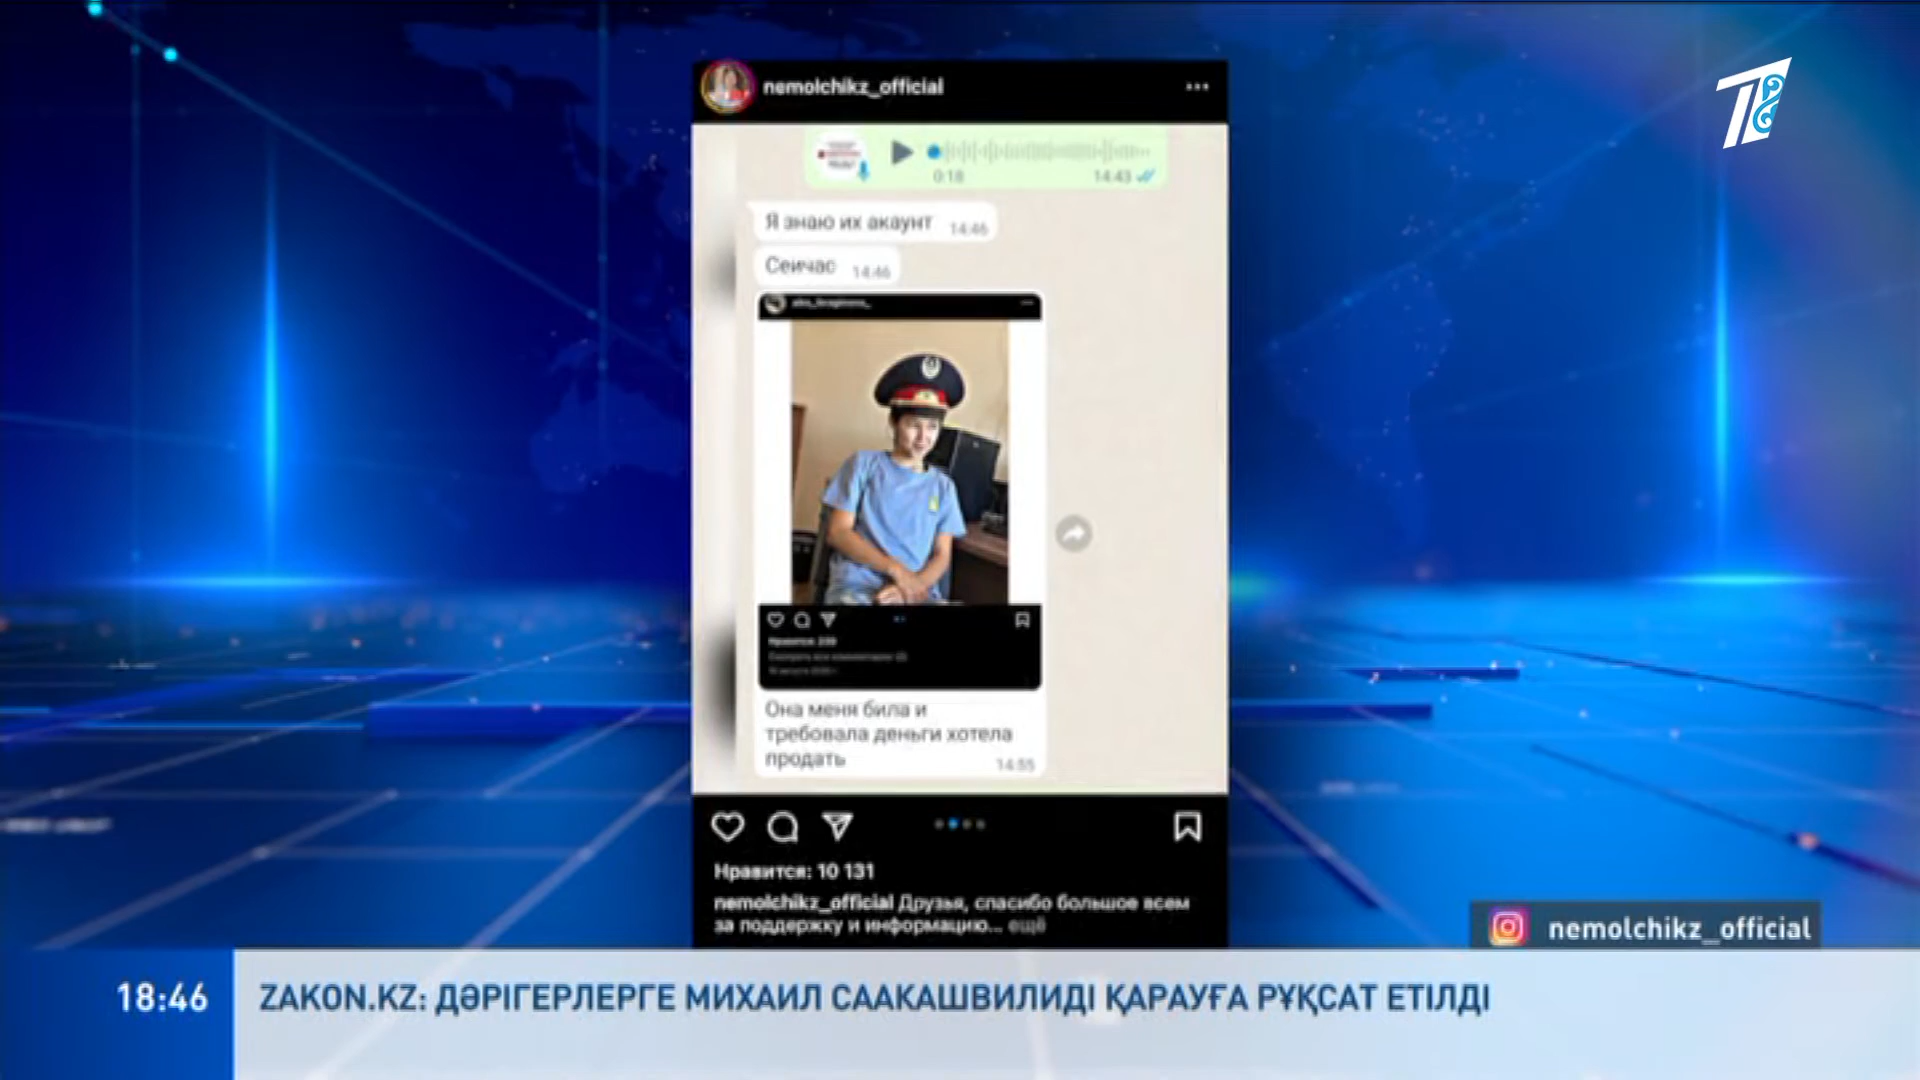 nemolchikz_official
0:18
14:43
Я знаю их акаунт 14:46
Сеичас 14:46
Она меня била и
требовала деньги хотела
продать 14:55
Нравится: 10 131
nemolchikz_official Друзья, спасибо большое всем
за поддержку и информацию... ещё
nemolchikz_official
18:46
ZAKON.KZ: ДӘРІГЕРЛЕРГЕ МИХАИЛ СААКАШВИЛИДІ ҚАРАУҒА РҰҚСАТ ЕТІЛДІ